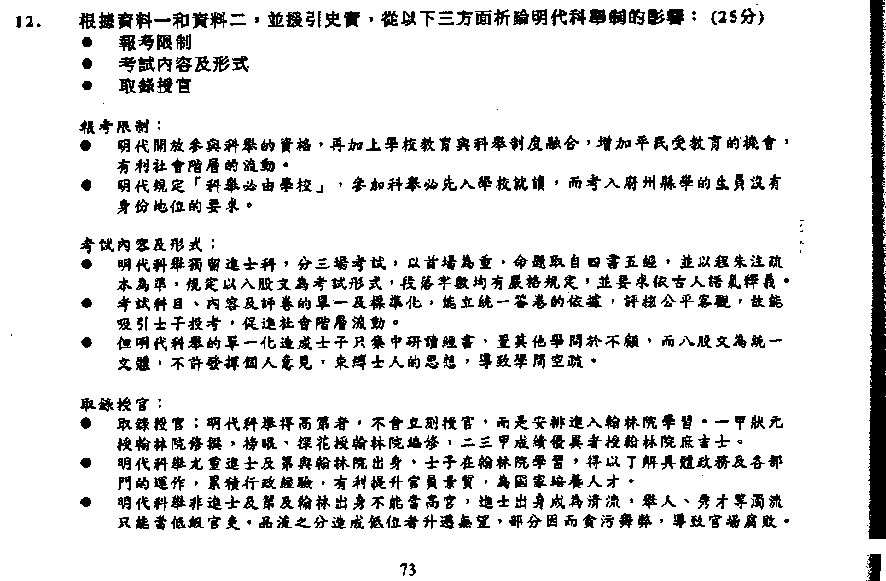 12. 根據資料一和資料二，並援引史實，從以下三方面析論明代科舉制的影響：(25分)
● 報考限制
● 考試內容及形式
● 取錄授官
報考限制：
● 明代開放參與科舉的資格，再加上學校教育與科舉制度融合，增加平民受教育的機會，
有利社會階層的流動。
● 明代規定「科舉必由學校」，參加科舉必先入學校就讀，而考入府州縣學的生員沒有
身份地位的要求。
考試內容及形式：
● 明代科舉獨留進士科，分三場考試，以首場為重，命題取自四書五經，並以程朱注疏
本為準，規定以八股文為考試形式，段落字數均有嚴格規定，並要求依古人語氣釋義。
● 考試科目、內容及評卷的單一及標準化，能立統一答卷的依據，評核公平客觀，故能
吸引士子投考，促進社會階層流動。
● 但明代科舉的單一化造成士子只集中研讀經書，置其他學問於不顧，而八股文為統一
文體，不許發揮個人意見，束縛士人的思想，導致學問空疏。
取錄授官：
● 取錄授官：明代科舉擇高第者，不會立刻授官，而是安排進入翰林院學習。一甲狀元
授翰林院修撰，榜眼、探花授翰林院編修，二三甲成績優異者授翰林院庶吉士。
● 明代科舉尤重進士及第與翰林院出身，士子在翰林院學習，得以了解具體政務及各部
門的運作，累積行政經驗，有利提升官員素質，為國家培養人才。
● 明代科舉非進士及第及翰林出身不能當高官，進士出身成為清流，舉人、秀才等濁流
只能當低級官吏。品流之分造成低位者升遷無望，部分因而貪污舞弊，導致官場腐敗。
73